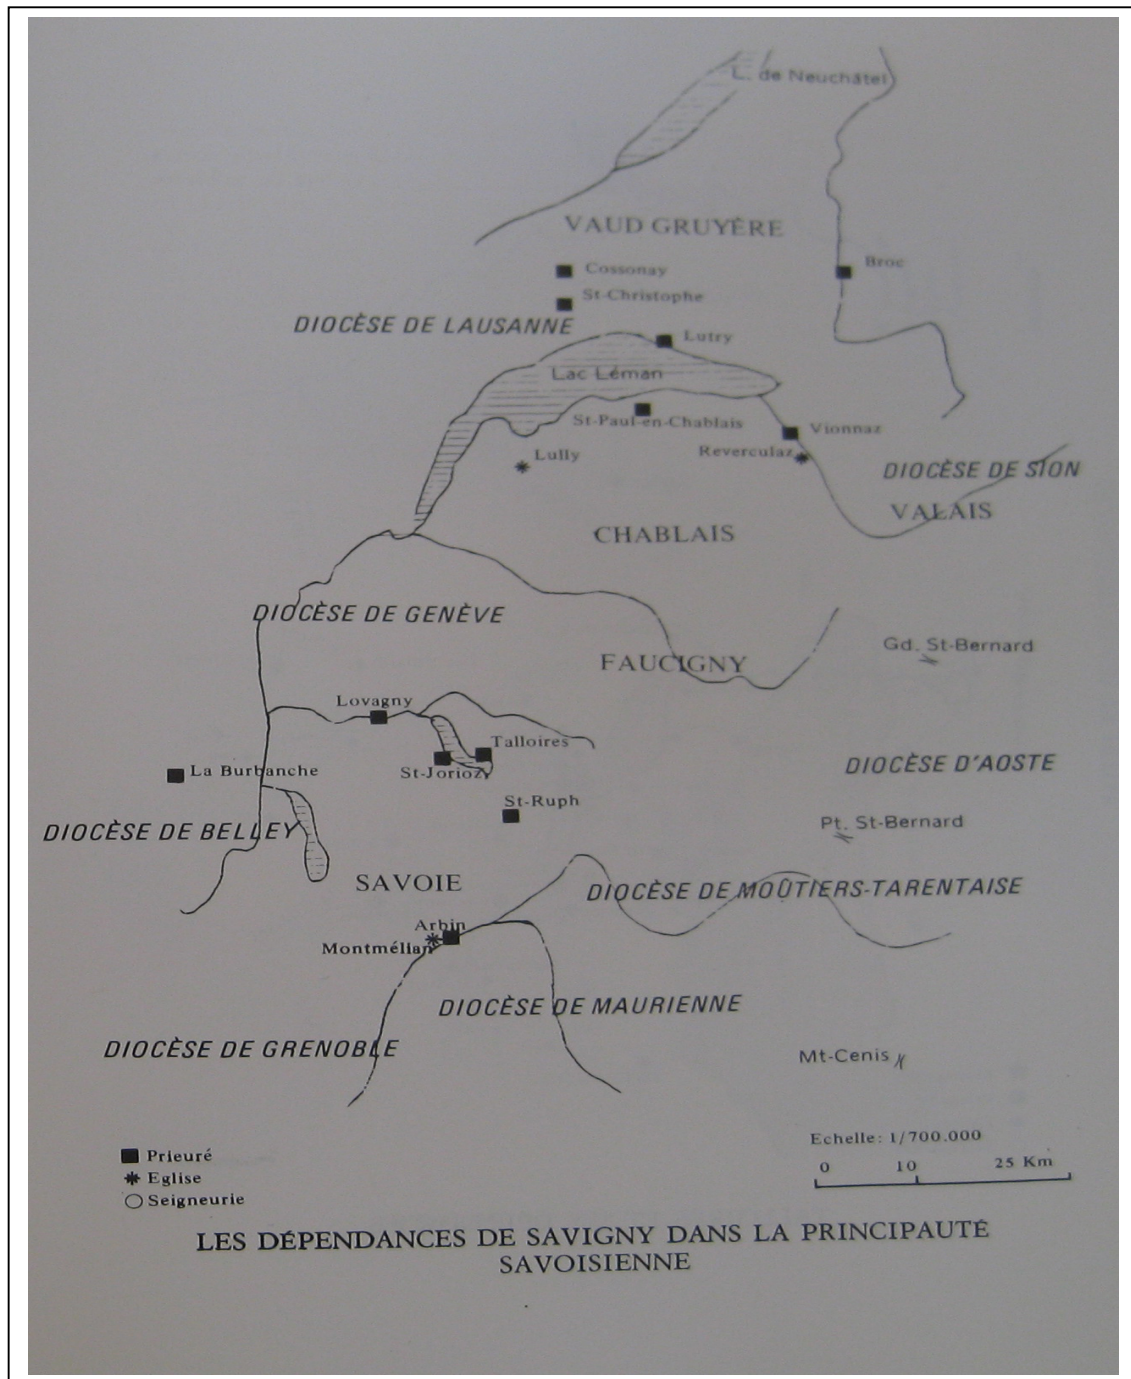 L. de Neuchâtel
VAUD GRUYÈRE
Broc
Cossonay
St-Christophe
DIOCÈSE DE LAUSANNE
Lutry
Lac Léman
St-Paul-en-Chablais
Vionnaz
Lully
Reverculaz
DIOCÈSE DE SION
VALAIS
CHABLAIS
DIOCÈSE DE GENÈVE
Gd. St-Bernard
FAUCIGNY
Lovagny
Talloires
La Burbanche
St-Jorioz
DIOCÈSE D'AOSTE
St-Ruph
Pt. St-Bernard
DIOCÈSE DE BELLEY
SAVOIE
DIOCÈSE DE MOÛTIERS-TARENTAISE
Arbin
Montmélian
DIOCÈSE DE MAURIENNE
DIOCÈSE DE GRENOBLE
Mt-Cenis
Echelle: 1/700.000
0 10 25 Km
Prieuré
Eglise
Seigneurie
LES DÉPENDANCES DE SAVIGNY DANS LA PRINCIPAUTÉ
SAVOISIENNE